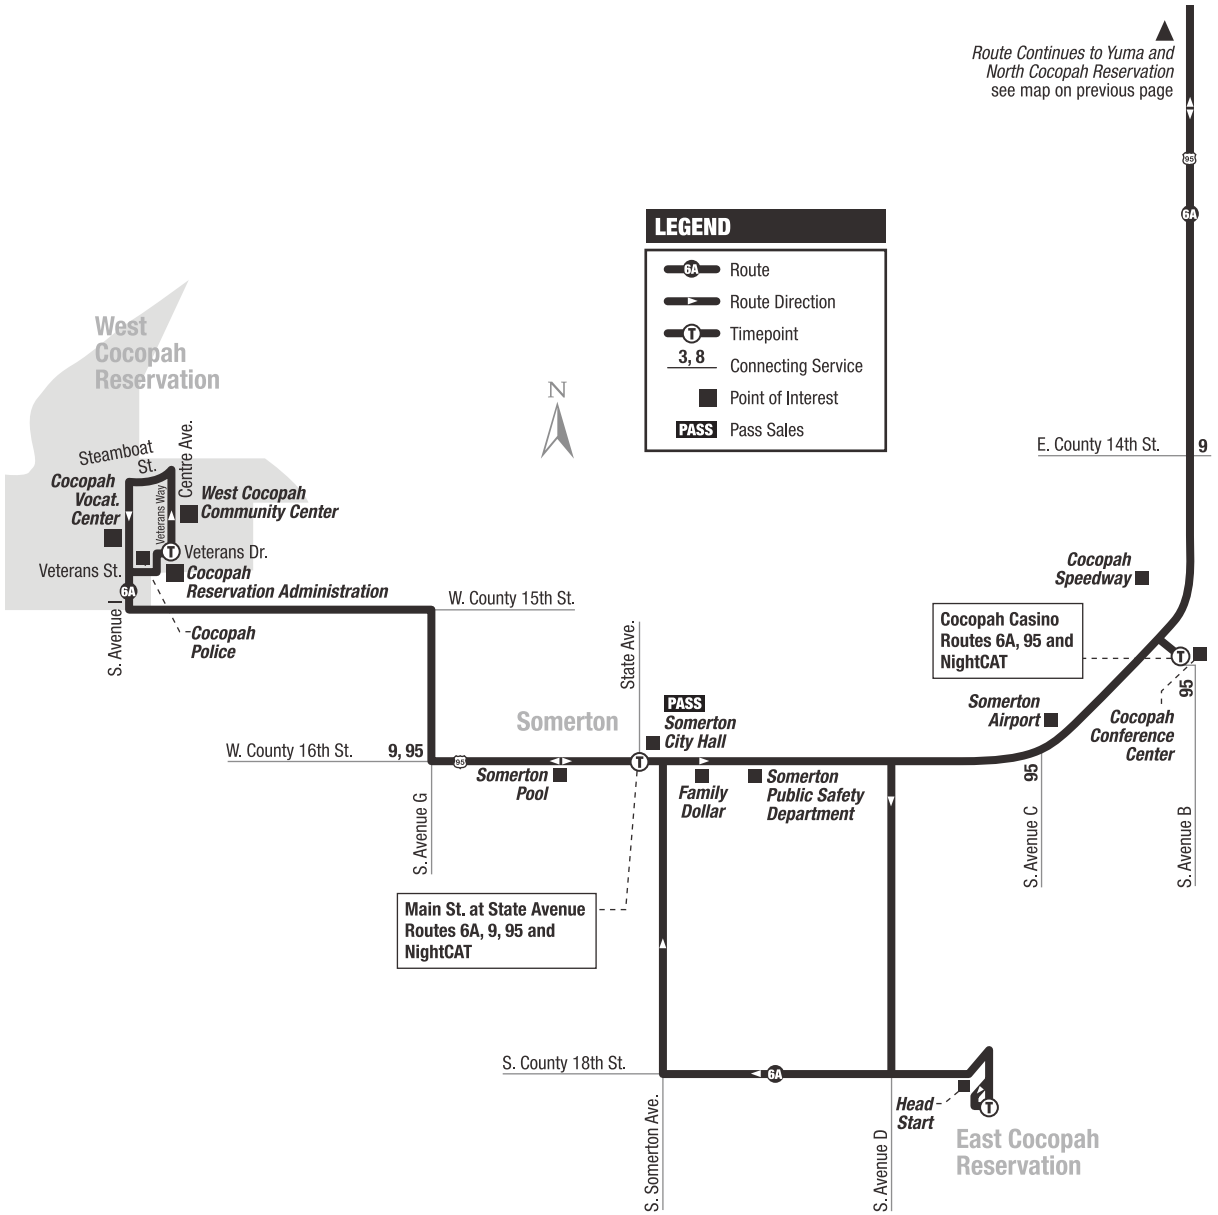 Route Continues to Yuma and
North Cocopah Reservation
see map on previous page
95
6A
LEGEND
6A Route
Route Direction
T Timepoint
3, 8 Connecting Service
Point of Interest
PASS Pass Sales
N
West
Cocopah
Reservation
E. County 14th St. 9
Steamboat
St.
Centre Ave.
Cocopah
Vocat.
Center
Veterans Way
West Cocopah
Community Center
T Veterans Dr.
Veterans St.
Cocopah
Reservation Administration
6A
S. Avenue I
Cocopah
Police
W. County 15th St.
Cocopah
Speedway
Cocopah Casino
Routes 6A, 95 and
NightCAT
T
95
State Ave.
PASS
Somerton
City Hall
Somerton
Somerton
Airport
Cocopah
Conference
Center
W. County 16th St. 9, 95
95
T
Somerton
Pool
Family
Dollar
Somerton
Public Safety
Department
95
S. Avenue G
S. Avenue C
S. Avenue B
Main St. at State Avenue
Routes 6A, 9, 95 and
NightCAT
S. County 18th St.
6A
Head
Start
T
S. Somerton Ave.
S. Avenue D
East Cocopah
Reservation